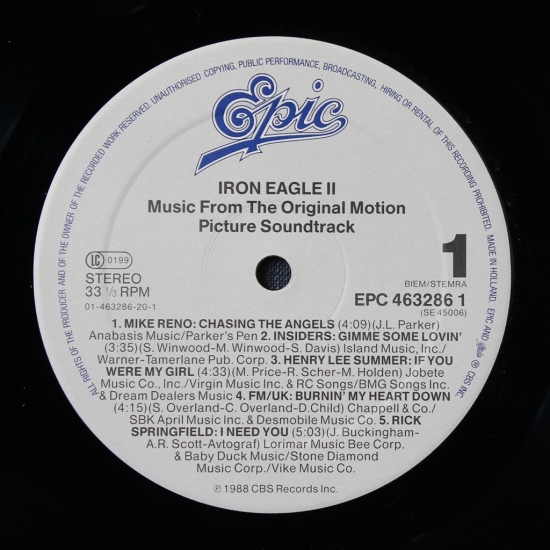 ALL RIGHTS OF THE PRODUCER AND OF THE OWNER OF THE RECORDED WORK RESERVED. UNAUTHORISED COPYING, PUBLIC PERFORMANCE, BROADCASTING, HIRING OR RENTAL OF THIS RECORDING PROHIBITED. MADE IN HOLLAND. EPIC AND ® CBS INC.
Epic
IRON EAGLE II
Music From The Original Motion
Picture Soundtrack
LC 0199
STEREO
33 ⅓ RPM
01-463286-20-1
1
BIEM/STEMRA
EPC 463286 1
(SE 45006)
1. MIKE RENO: CHASING THE ANGELS (4:09)(J.L. Parker)
Anabasis Music/Parker's Pen 2. INSIDERS: GIMME SOME LOVIN'
(3:35)(S. Winwood-M. Winwood-S. Davis) Island Music, Inc./
Warner-Tamerlane Pub. Corp. 3. HENRY LEE SUMMER: IF YOU
WERE MY GIRL (4:33)(M. Price-R. Scher-M. Holden) Jobete
Music Co., Inc./Virgin Music Inc. & RC Songs/BMG Songs Inc.
& Dream Dealers Music 4. FM/UK: BURNIN' MY HEART DOWN
(4:15)(S. Overland-C. Overland-D.Child) Chappell & Co./
SBK April Music Inc. & Desmobile Music Co. 5. RICK
SPRINGFIELD: I NEED YOU (5:03)(J. Buckingham-
A.R. Scott-Avtograf) Lorimar Music Bee Corp.
& Baby Duck Music/Stone Diamond
Music Corp./Vike Music Co.
℗ 1988 CBS Records Inc.